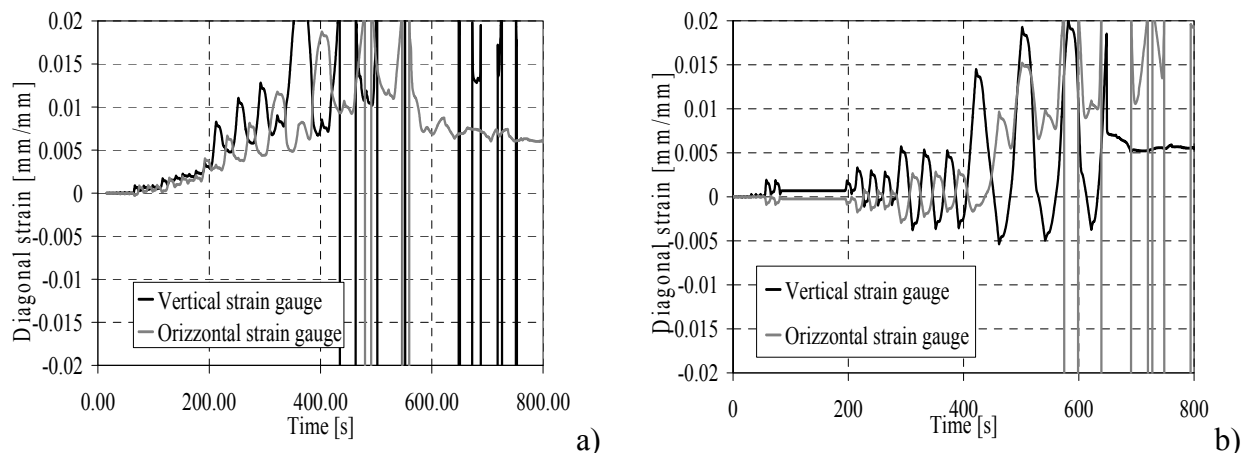 0.02
0.015
0.01
0.005
0
-0.005
-0.01
-0.015
-0.02
Diagonal strain [mm/mm]
Vertical strain gauge
Orizzontal strain gauge
0.00 200.00 400.00 600.00 800.00
Time [s]
a)
0.02
0.015
0.01
0.005
0
-0.005
-0.01
-0.015
-0.02
Diagonal strain [mm/mm]
Vertical strain gauge
Orizzontal strain gauge
0 200 400 600 800
Time [s]
b)